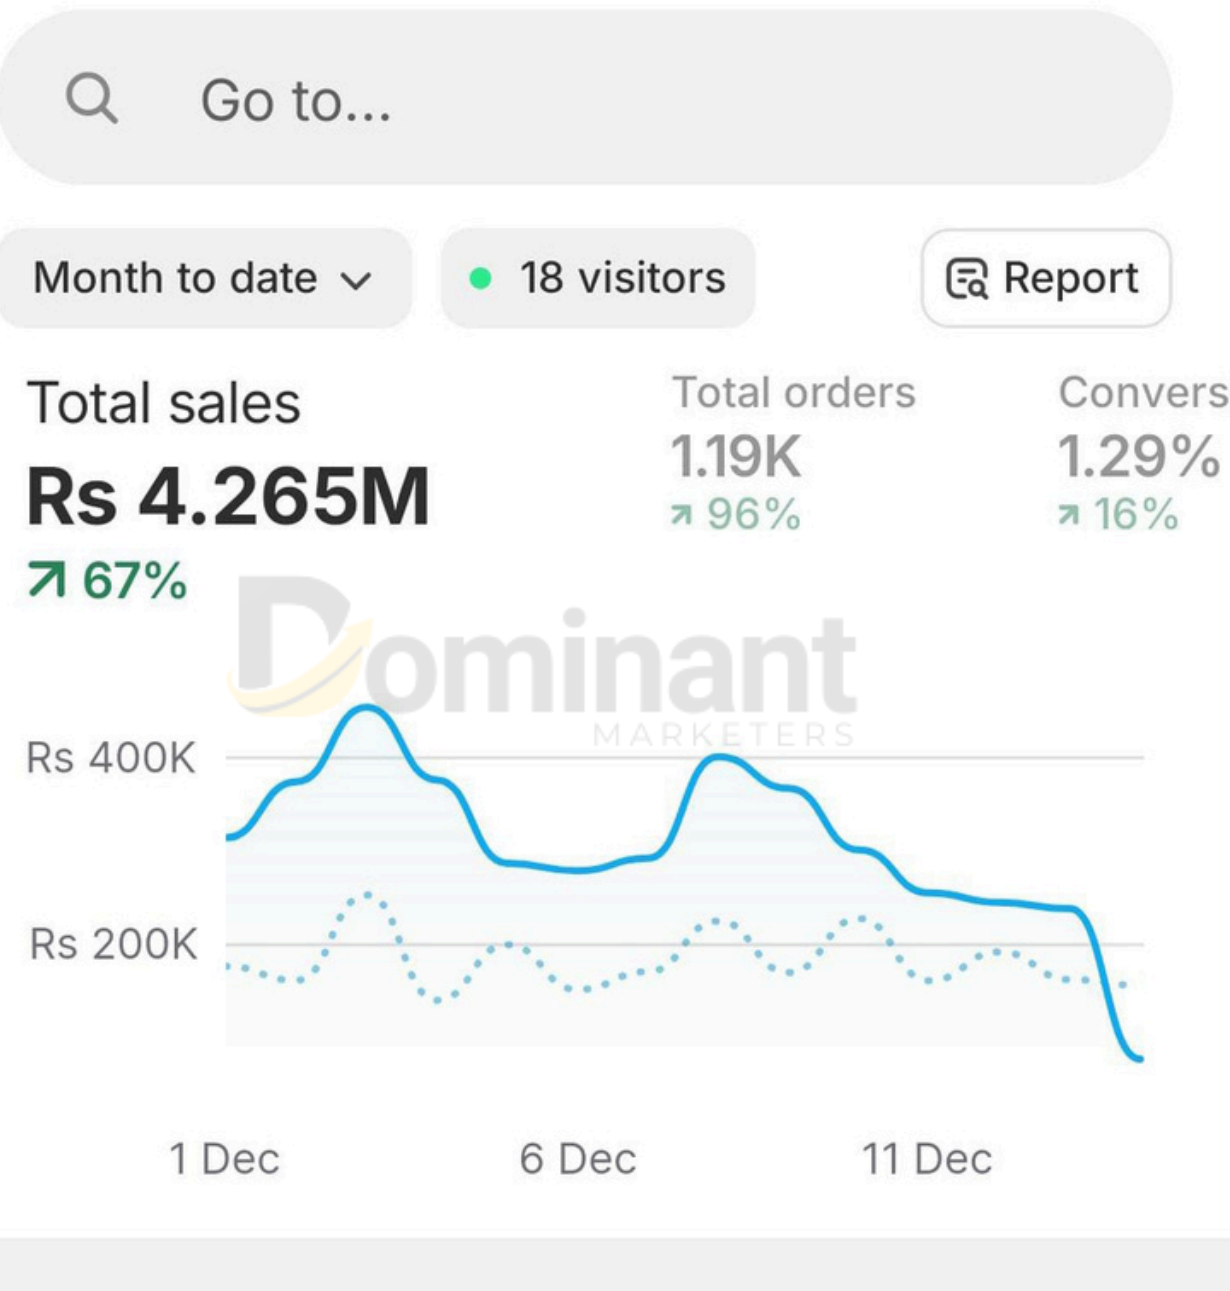 Go to...
Month to date
18 visitors
Report
Total sales
Rs 4.265M
67%
Total orders
1.19K
96%
Convers
1.29%
16%
Dominant
MARKETERS
Rs 400K
Rs 200K
1 Dec
6 Dec
11 Dec